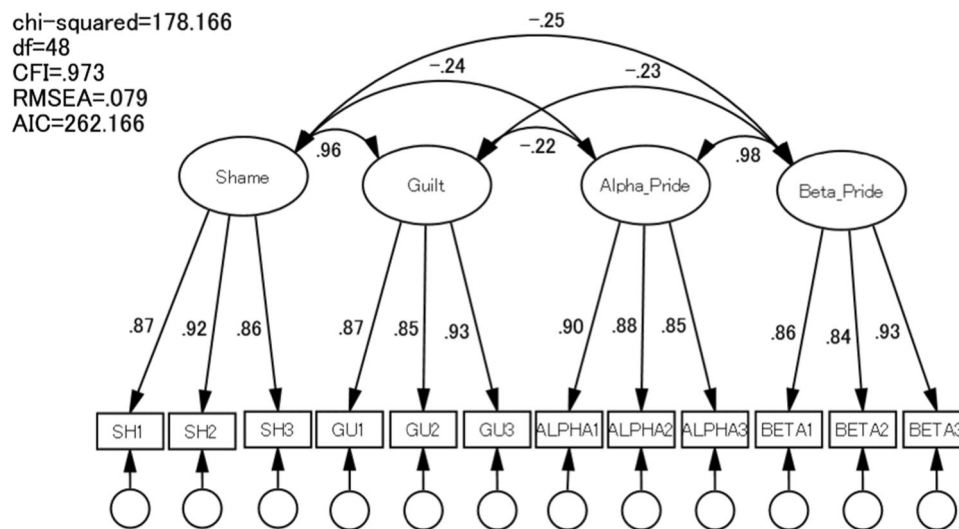 chi-squared=178.166
df=48
CFI=.973
RMSEA=.079
AIC=262.166
-.25
-.24
-.23
.96
-.22
.98
Shame
Guilt
Alpha_Pride
Beta_Pride
.87
.92
.86
.87
.85
.93
.90
.88
.85
.86
.84
.93
SH1
SH2
SH3
GU1
GU2
GU3
ALPHA1
ALPHA2
ALPHA3
BETA1
BETA2
BETA3